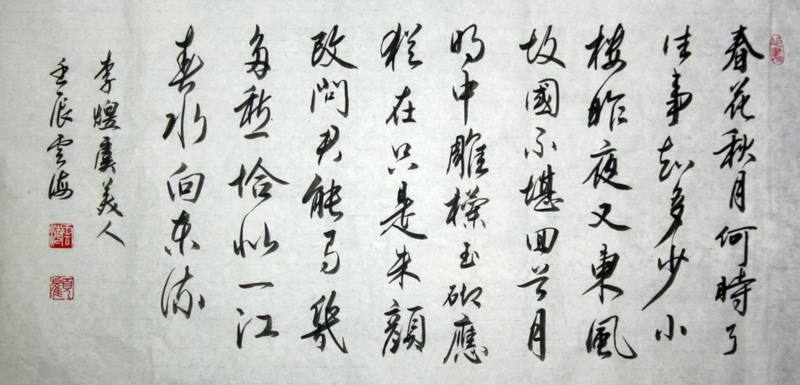 春花秋月何時了
往事知多少小
樓昨夜又東風
故國不堪回首月
明中雕欄玉砌應
猶在只是朱顏
改問君能有幾
多愁恰似一江
春水向東流
李煜虞美人
壬辰雲海